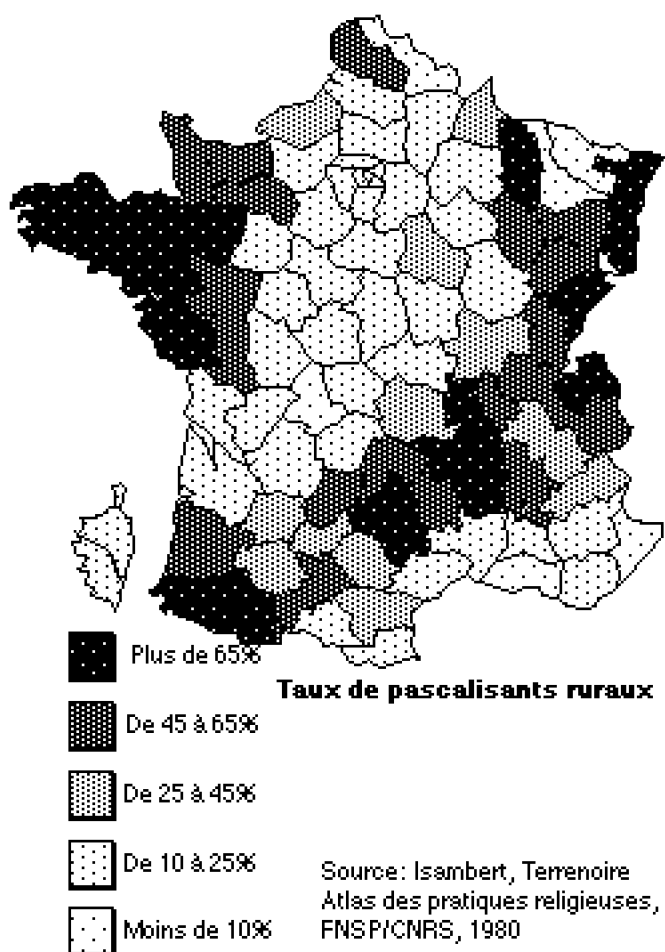 Plus de 65%
Taux de pascalisants ruraux
De 45 à 65%
De 25 à 45%
De 10 à 25%
Moins de 10%
Source: Isambert, Terrenoire
Atlas des pratiques religieuses,
FNSP/CNRS, 1980